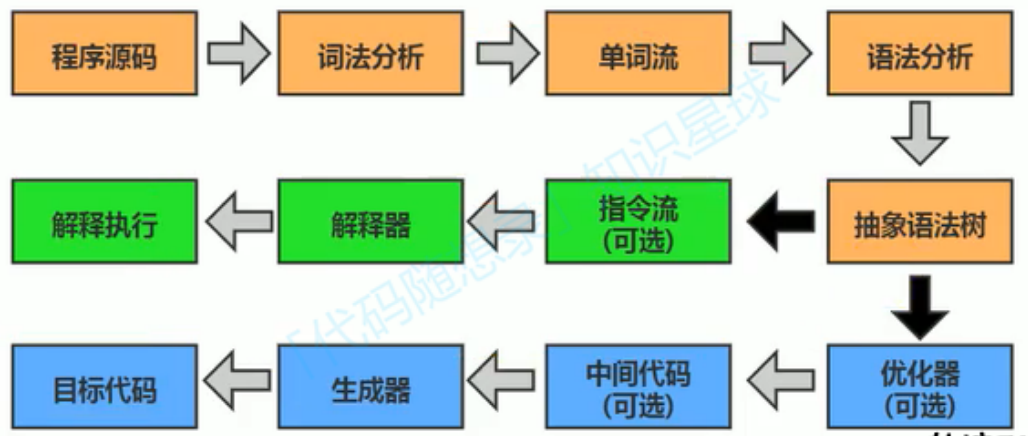 程序源码
词法分析
单词流
语法分析
解释执行
解释器
指令流
(可选)
抽象语法树
目标代码
生成器
中间代码
(可选)
优化器
(可选)
「代码随想录」知识星球